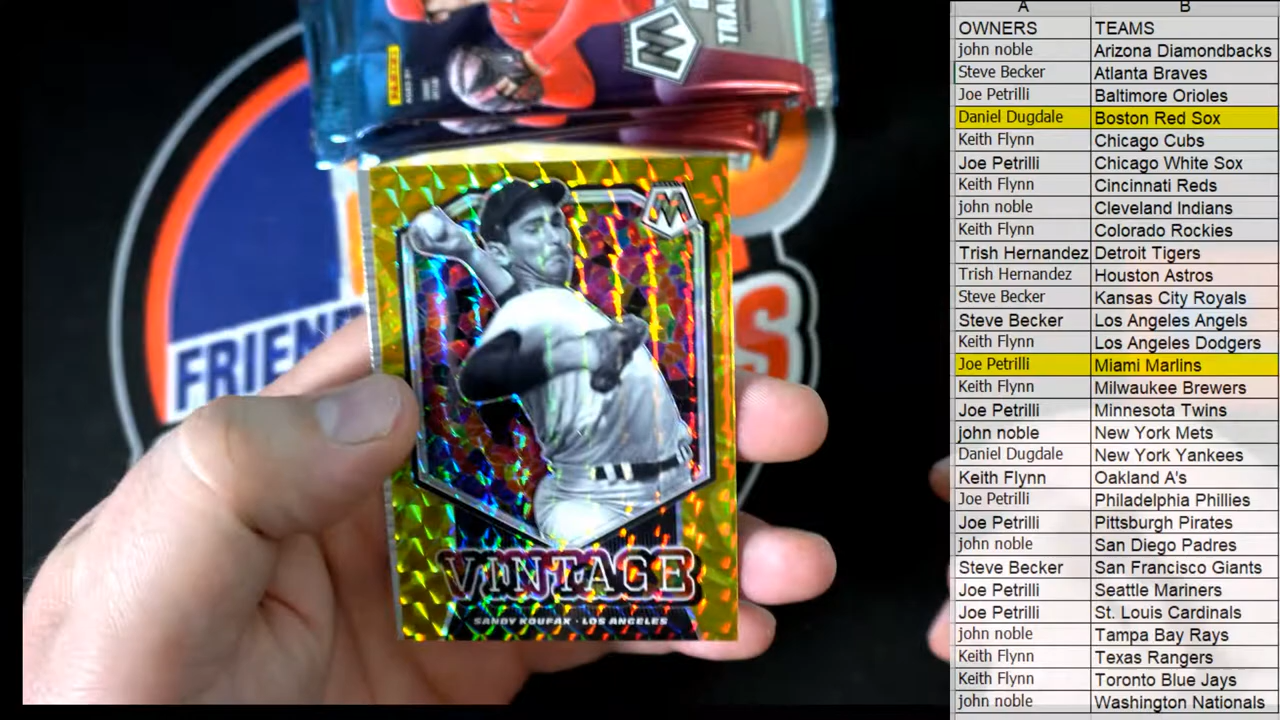 PANINI
TRA
FRIEN
S
VINTAGE
SANDY KOUFAX · LOS ANGELES
A B
OWNERS TEAMS
john noble Arizona Diamondbacks
Steve Becker Atlanta Braves
Joe Petrilli Baltimore Orioles
Daniel Dugdale Boston Red Sox
Keith Flynn Chicago Cubs
Joe Petrilli Chicago White Sox
Keith Flynn Cincinnati Reds
john noble Cleveland Indians
Keith Flynn Colorado Rockies
Trish Hernandez Detroit Tigers
Trish Hernandez Houston Astros
Steve Becker Kansas City Royals
Steve Becker Los Angeles Angels
Keith Flynn Los Angeles Dodgers
Joe Petrilli Miami Marlins
Keith Flynn Milwaukee Brewers
Joe Petrilli Minnesota Twins
john noble New York Mets
Daniel Dugdale New York Yankees
Keith Flynn Oakland A's
Joe Petrilli Philadelphia Phillies
Joe Petrilli Pittsburgh Pirates
john noble San Diego Padres
Steve Becker San Francisco Giants
Joe Petrilli Seattle Mariners
Joe Petrilli St. Louis Cardinals
john noble Tampa Bay Rays
Keith Flynn Texas Rangers
Keith Flynn Toronto Blue Jays
john noble Washington Nationals